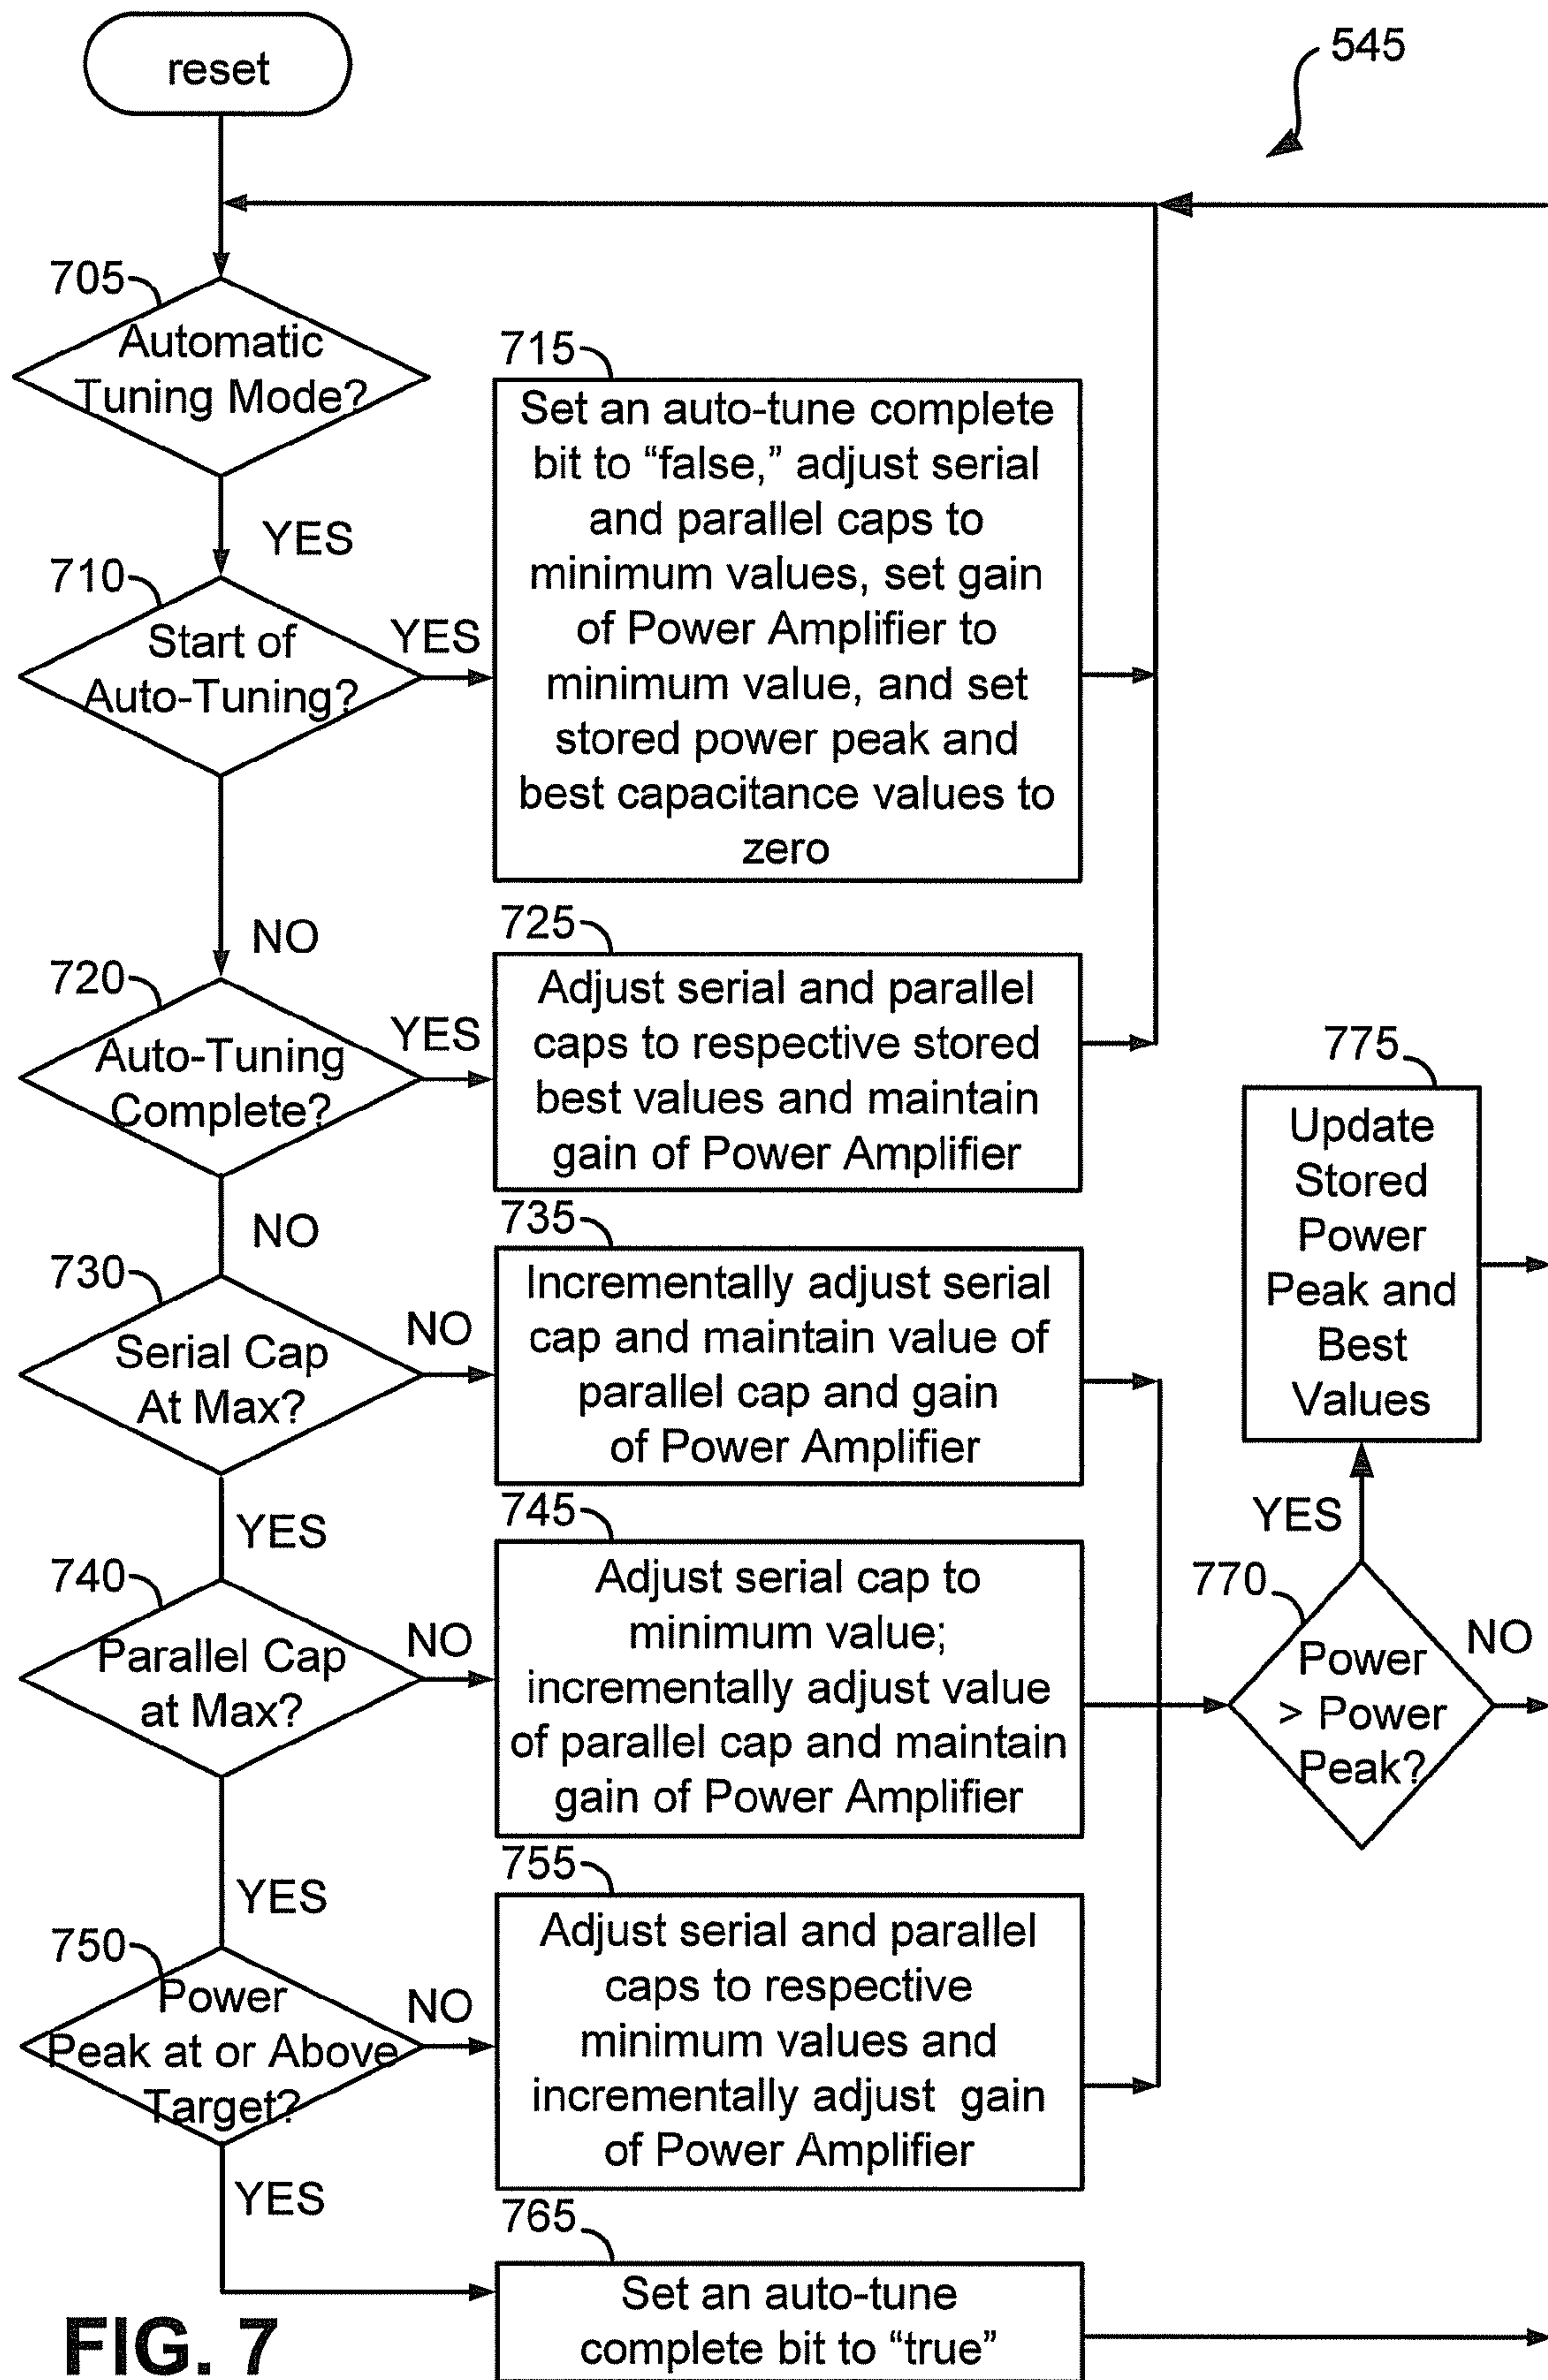 reset
545
705
Automatic
Tuning Mode?
YES
710
Start of
Auto-Tuning?
YES
715
Set an auto-tune complete
bit to “false,” adjust serial
and parallel caps to
minimum values, set gain
of Power Amplifier to
minimum value, and set
stored power peak and
best capacitance values to
zero
NO
720
Auto-Tuning
Complete?
YES
725
Adjust serial and parallel
caps to respective stored
best values and maintain
gain of Power Amplifier
NO
730
Serial Cap
At Max?
NO
735
Incrementally adjust serial
cap and maintain value of
parallel cap and gain
of Power Amplifier
YES
740
Parallel Cap
at Max?
NO
745
Adjust serial cap to
minimum value;
incrementally adjust value
of parallel cap and maintain
gain of Power Amplifier
YES
750
Power
Peak at or Above
Target?
NO
755
Adjust serial and parallel
caps to respective
minimum values and
incrementally adjust gain
of Power Amplifier
YES
765
Set an auto-tune
complete bit to “true”
775
Update
Stored
Power
Peak and
Best
Values
YES
770
Power
> Power
Peak?
NO
FIG. 7